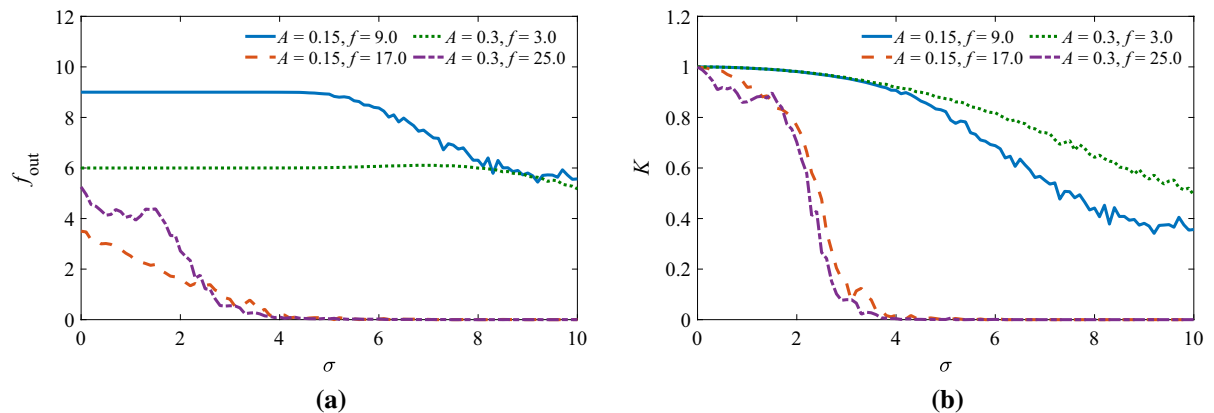 12
10
8
6
4
2
0
f_out
A = 0.15, f = 9.0
A = 0.3, f = 3.0
A = 0.15, f = 17.0
A = 0.3, f = 25.0
0 2 4 6 8 10
σ
(a)
1.2
1
0.8
0.6
0.4
0.2
0
K
A = 0.15, f = 9.0
A = 0.3, f = 3.0
A = 0.15, f = 17.0
A = 0.3, f = 25.0
0 2 4 6 8 10
σ
(b)